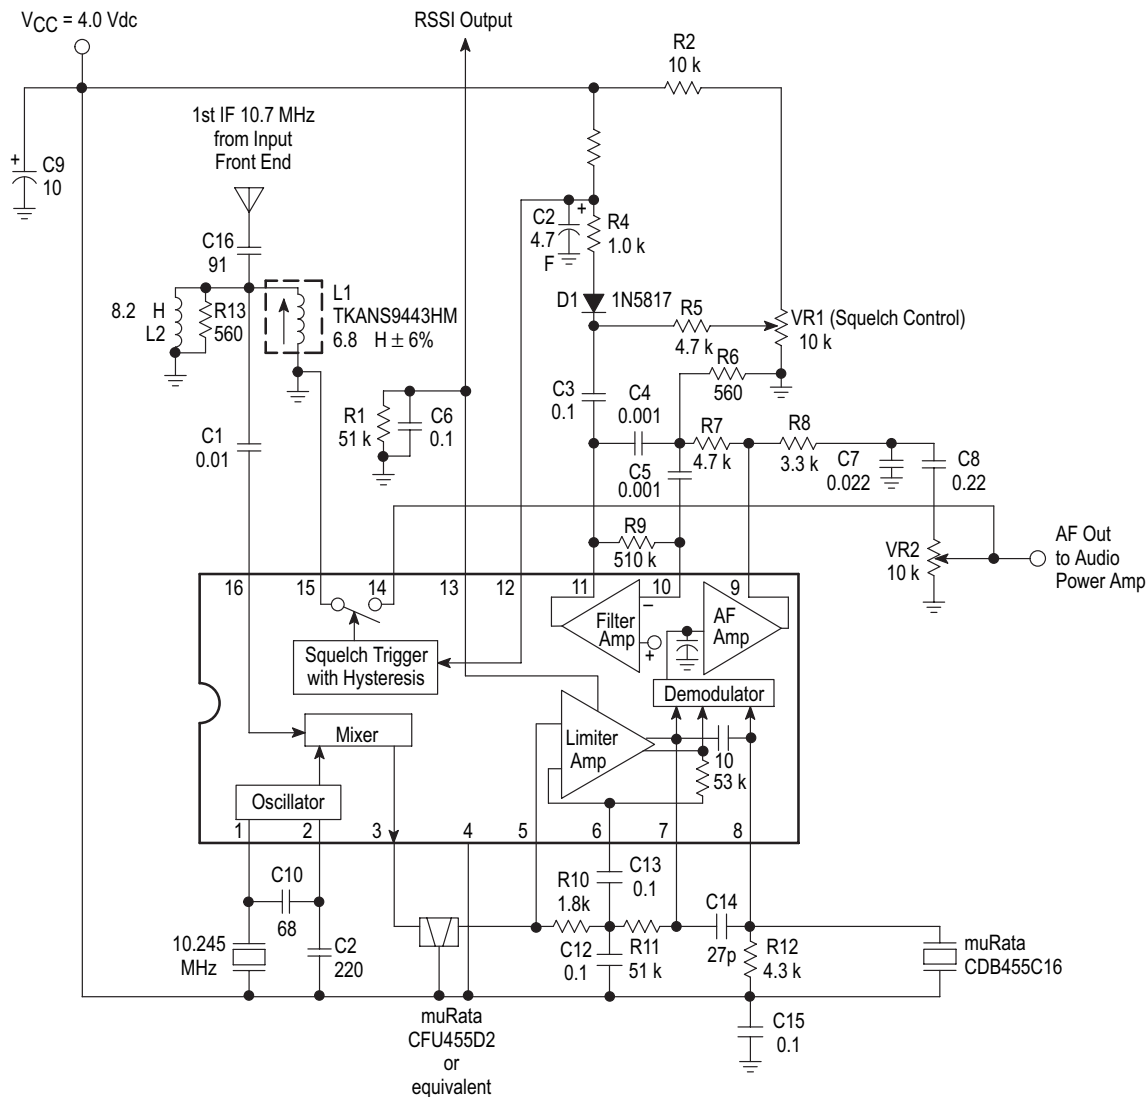 VCC = 4.0 Vdc
RSSI Output
R2
10 k
1st IF 10.7 MHz
from Input
Front End
+
C9
10
C16
91
C2
4.7
F
+
R4
1.0 k
8.2 H
L2
R13
560
L1
TKANS9443HM
6.8 H ± 6%
D1
1N5817
R5
4.7 k
VR1 (Squelch Control)
10 k
R6
560
C3
0.1
C4
0.001
R1
51 k
C6
0.1
C1
0.01
R7
4.7 k
R8
3.3 k
C7
0.022
C8
0.22
C5
0.001
R9
510 k
VR2
10 k
AF Out
to Audio
Power Amp
16
15
14
13
12
11
10
9
Filter
Amp
−
+
AF
Amp
Squelch Trigger
with Hysteresis
Demodulator
Mixer
Limiter
Amp
10
53 k
Oscillator
1
2
3
4
5
6
7
8
C10
68
R10
1.8k
C13
0.1
C14
27p
10.245
MHz
C2
220
C12
0.1
R11
51 k
R12
4.3 k
muRata
CDB455C16
muRata
CFU455D2
or
equivalent
C15
0.1